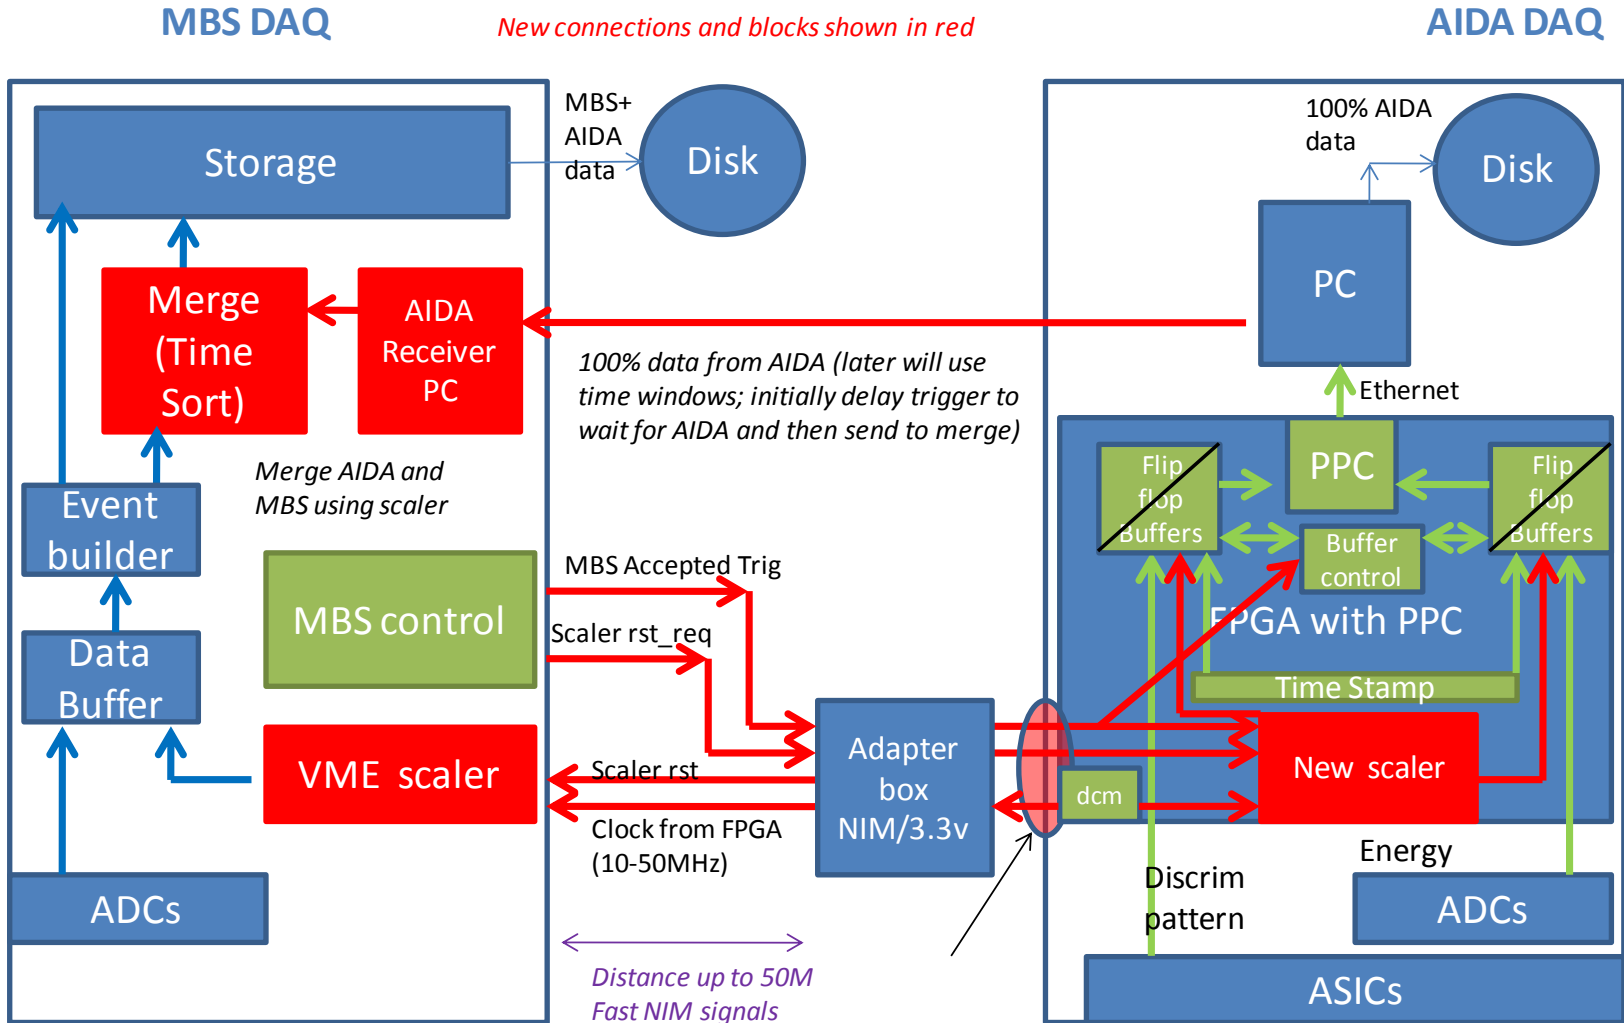 MBS DAQ
New connections and blocks shown in red
AIDA DAQ
Storage
MBS+
AIDA
data
Disk
100% AIDA
data
Disk
Merge
(Time
Sort)
AIDA
Receiver
PC
PC
100% data from AIDA (later will use
time windows; initially delay trigger to
wait for AIDA and then send to merge)
Ethernet
Merge AIDA and
MBS using scaler
Event
builder
Flip
flop
Buffers
PPC
Flip
flop
Buffers
Buffer
control
MBS control
MBS Accepted Trig
Scaler rst_req
FPGA with PPC
Data
Buffer
Time Stamp
VME scaler
Scaler rst
Clock from FPGA
(10-50MHz)
Adapter
box
NIM/3.3v
dcm
New scaler
ADCs
Discrim
pattern
Energy
ADCs
Distance up to 50M
Fast NIM signals
ASICs